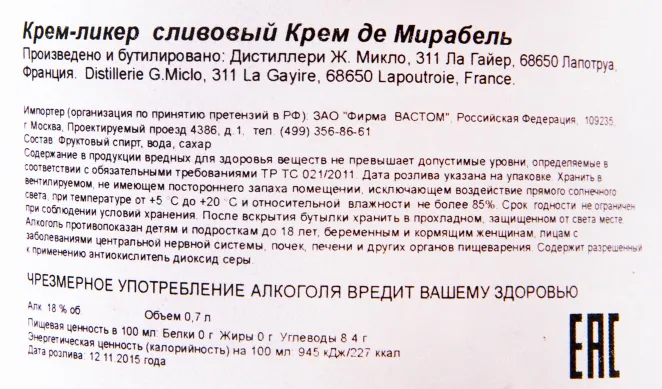 Крем-ликер сливовый Крем де Мирабель
Произведено и бутилировано: Дистиллери Ж. Микло, 311 Ла Гайер, 68650 Лапотруа,
Франция. Distillerie G.Miclo, 311 La Gayire, 68650 Lapoutroie, France.
Импортер (организация по принятию претензий в РФ). ЗАО "Фирма ВАСТОМ", Российская Федерация, 109235,
г Москва, Проектируемый проезд 4386, д.1. тел. (499) 356-86-61
Состав Фруктовый спирт, вода, сахар
Содержание в продукции вредных для здоровья веществ не превышает допустимые уровни, определяемые в
соответствии с обязательными требованиями ТР ТС 021/2011. Дата розлива указана на упаковке. Хранить в
вентилируемом, не имеющем постороннего запаха помещении, исключающем воздействие прямого солнечного
света, при температуре от +5 °С до +20 °С и относительной влажности не более 85%. Срок годности не ограничен
при соблюдении условий хранения. После вскрытия бутылки хранить в прохладном, защищенном от света месте.
Алкоголь противопоказан детям и подросткам до 18 лет, беременным и кормящим женщинам, лицам с
заболеваниями центральной нервной системы, почек, печени и других органов пищеварения. Содержит разрешенный
к применению антиокислитель диоксид серы.
ЧРЕЗМЕРНОЕ УПОТРЕБЛЕНИЕ АЛКОГОЛЯ ВРЕДИТ ВАШЕМУ ЗДОРОВЬЮ
Алк 18 % об Объем 0,7 л
Пищевая ценность в 100 мл: Белки 0 г Жиры 0 г Углеводы 8 4 г
Энергетическая ценность (калорийность) на 100 мл: 945 кДж/227 ккал
Дата розлива: 12 11 2015 года
EAC